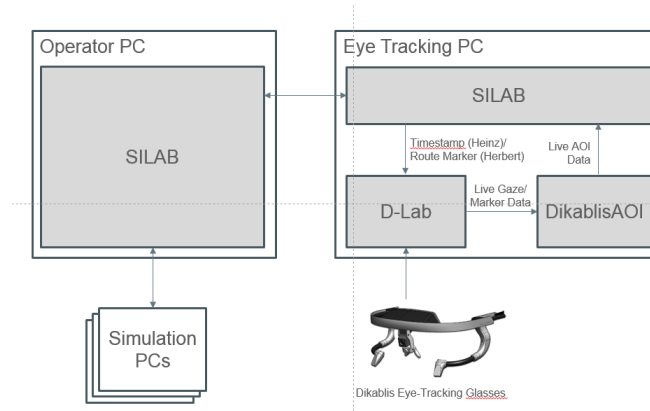 Operator PC
Eye Tracking PC
SILAB
SILAB
Timestamp (Heinz)/
Route Marker (Herbert)
Live AOI
Data
D-Lab
Live Gaze/
Marker Data
DikablisAOI
Simulation
PCs
Dikablis Eye-Tracking Glasses